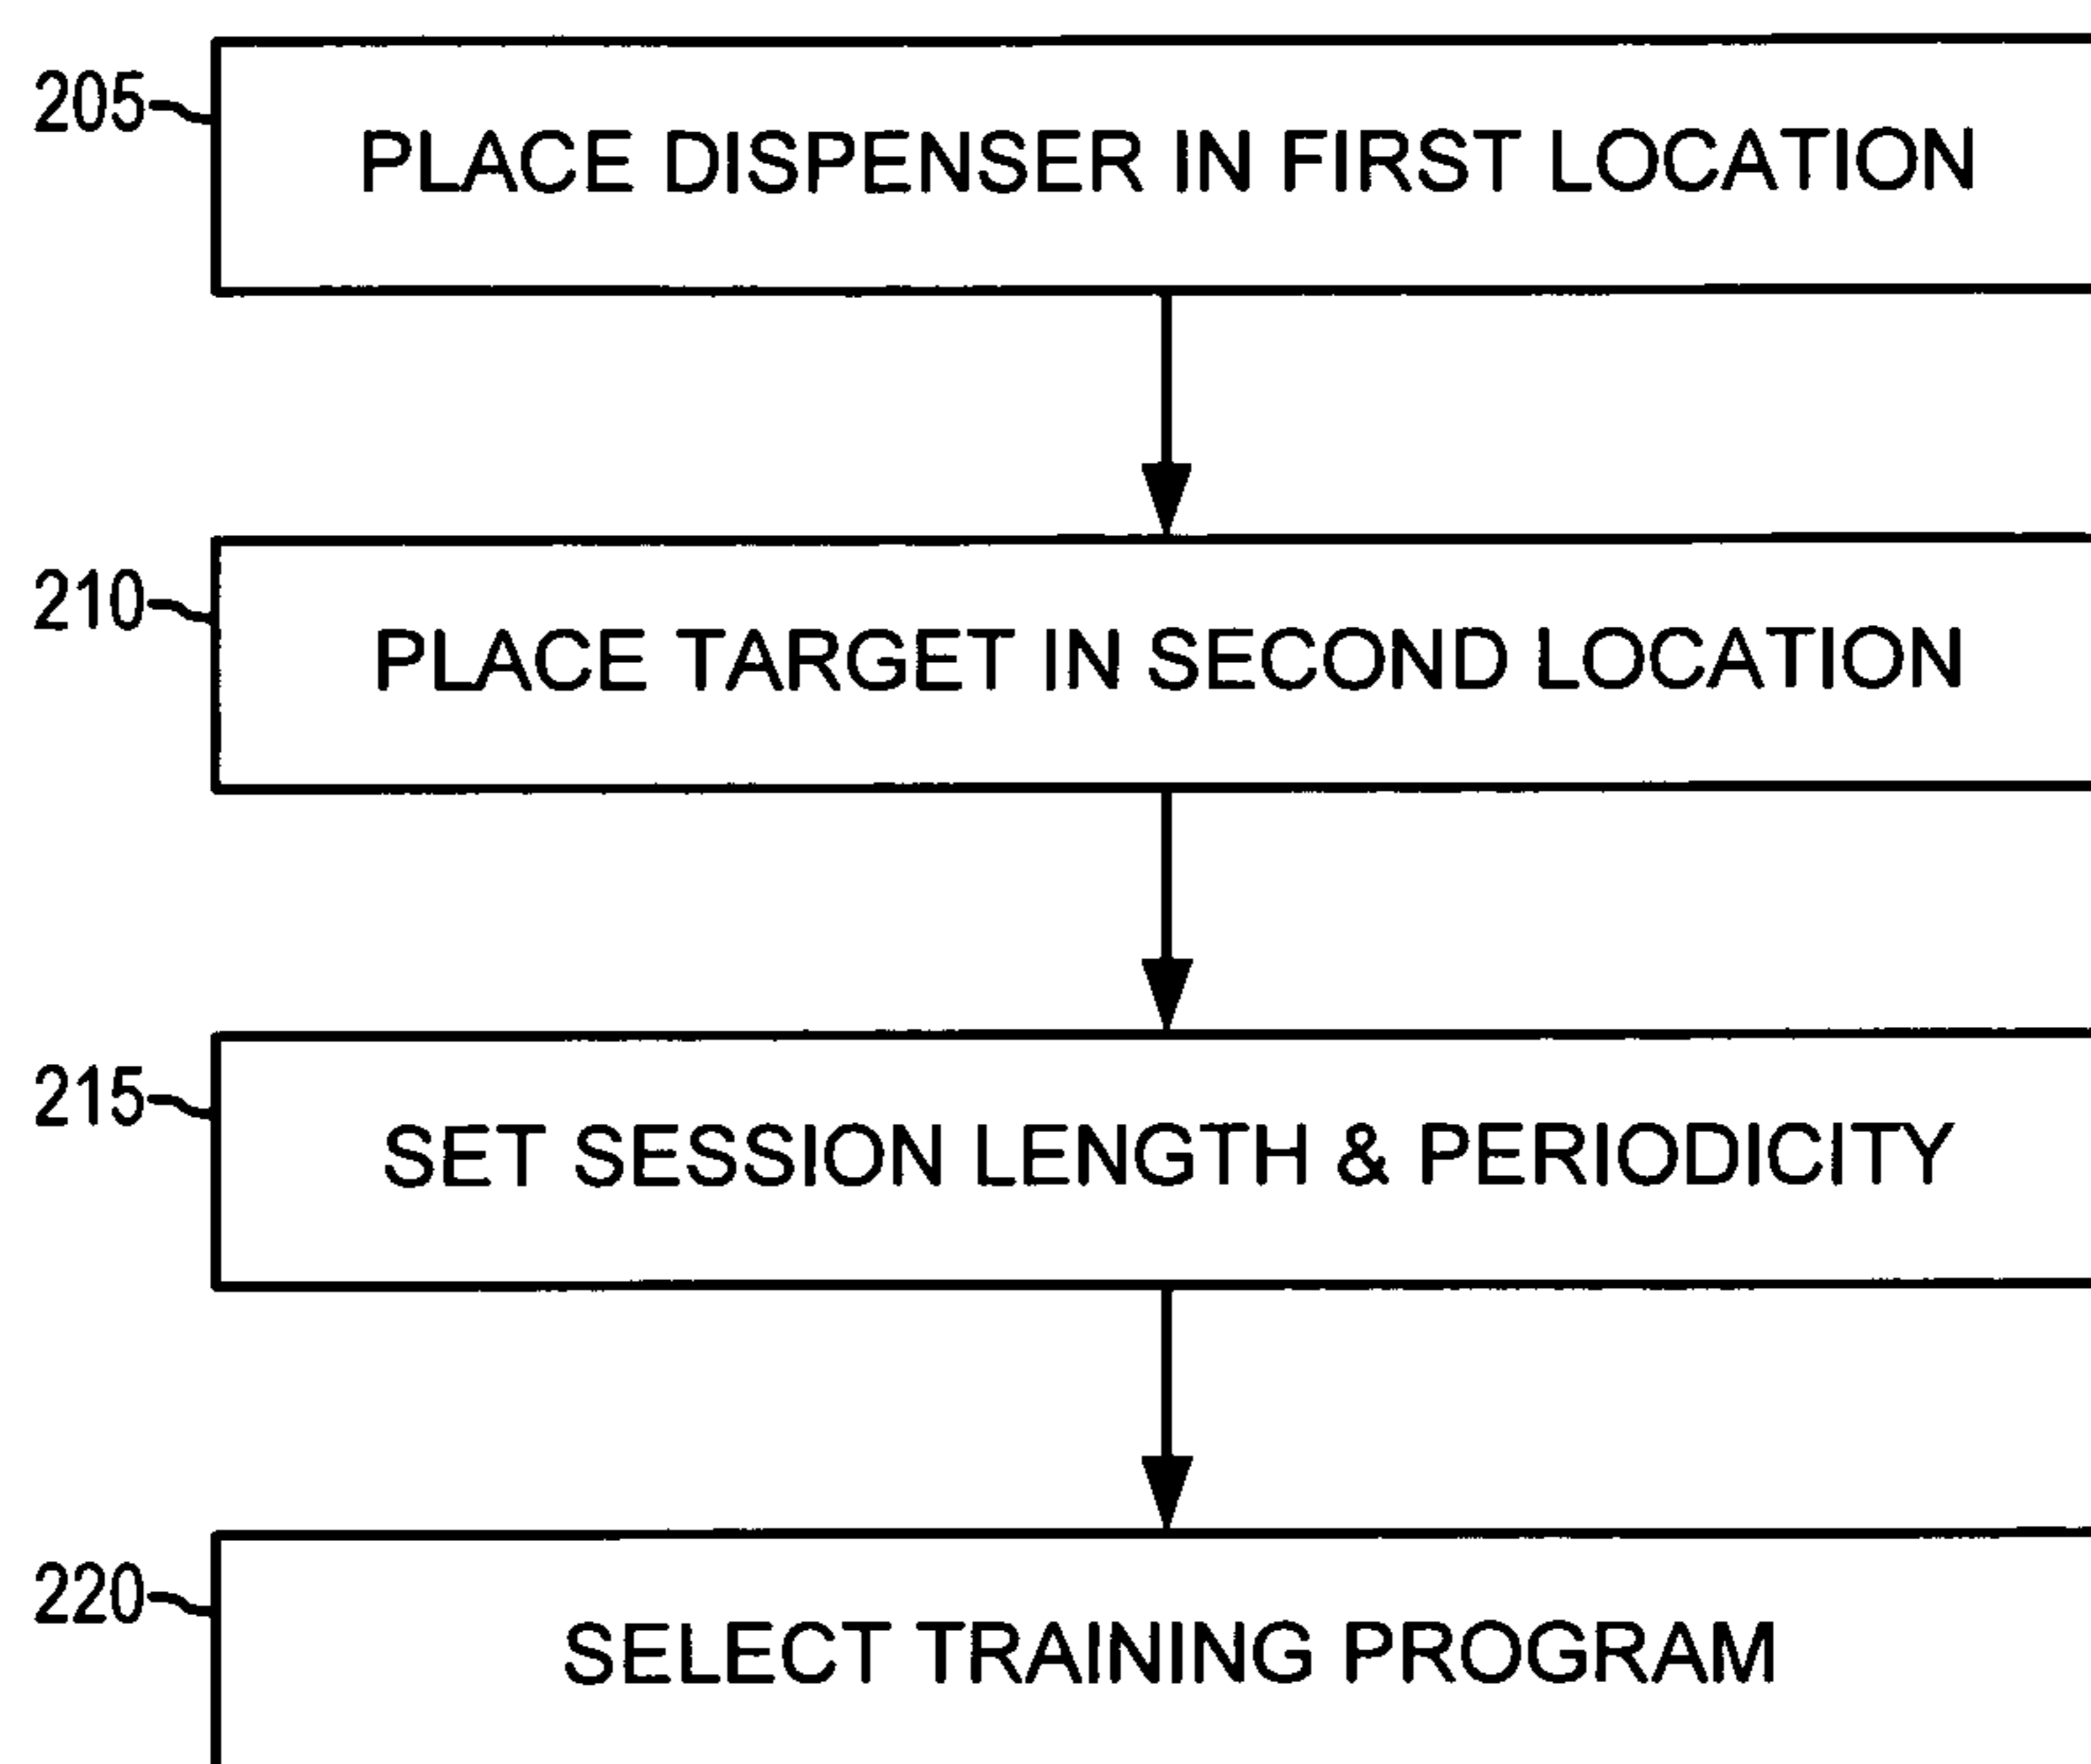 205
PLACE DISPENSER IN FIRST LOCATION
210
PLACE TARGET IN SECOND LOCATION
215
SET SESSION LENGTH & PERIODICITY
220
SELECT TRAINING PROGRAM